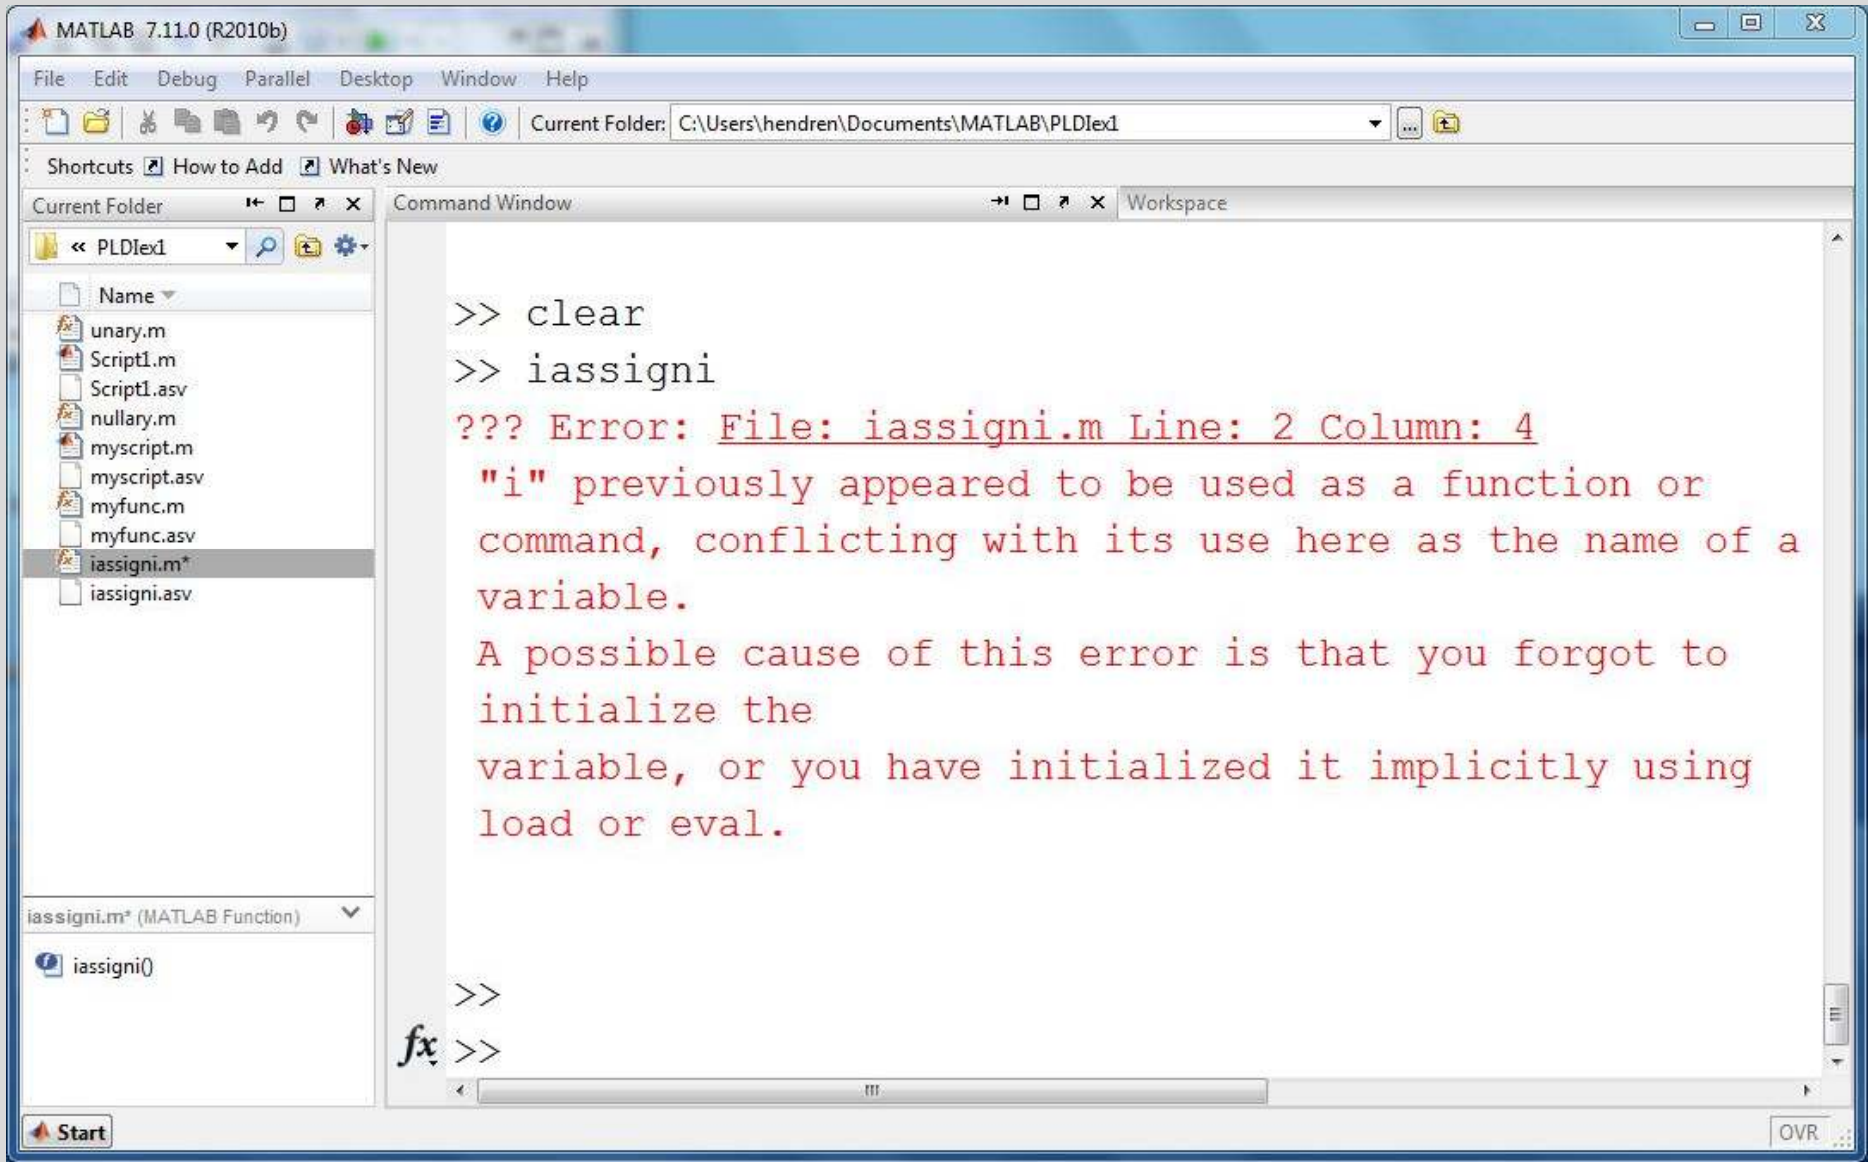 MATLAB 7.11.0 (R2010b)
File Edit Debug Parallel Desktop Window Help
Current Folder: C:\Users\hendren\Documents\MATLAB\PLDIex1 ...
Shortcuts How to Add What's New
Current Folder
« PLDIex1
Name
unary.m
Script1.m
Script1.asv
nullary.m
myscript.m
myscript.asv
myfunc.m
myfunc.asv
iassigni.m*
iassigni.asv
iassigni.m* (MATLAB Function)
iassigni()
Command Window
Workspace
>> clear
>> iassigni
??? Error: File: iassigni.m Line: 2 Column: 4
"i" previously appeared to be used as a function or
command, conflicting with its use here as the name of a
variable.
A possible cause of this error is that you forgot to
initialize the
variable, or you have initialized it implicitly using
load or eval.
>>
fx >>
Start
OVR